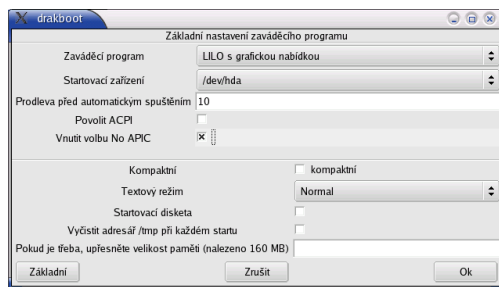 drakboot
Základní nastavení zaváděcího programu
Zaváděcí program LILO s grafickou nabídkou
Startovací zařízení /dev/hda
Prodleva před automatickým spuštěním 10
Povolit ACPI
Vnutit volbu No APIC
Kompaktní kompaktní
Textový režim Normal
Startovací disketa
Vyčistit adresář /tmp při každém startu
Pokud je třeba, upřesněte velikost paměti (nalezeno 160 MB)
Základní Zrušit Ok